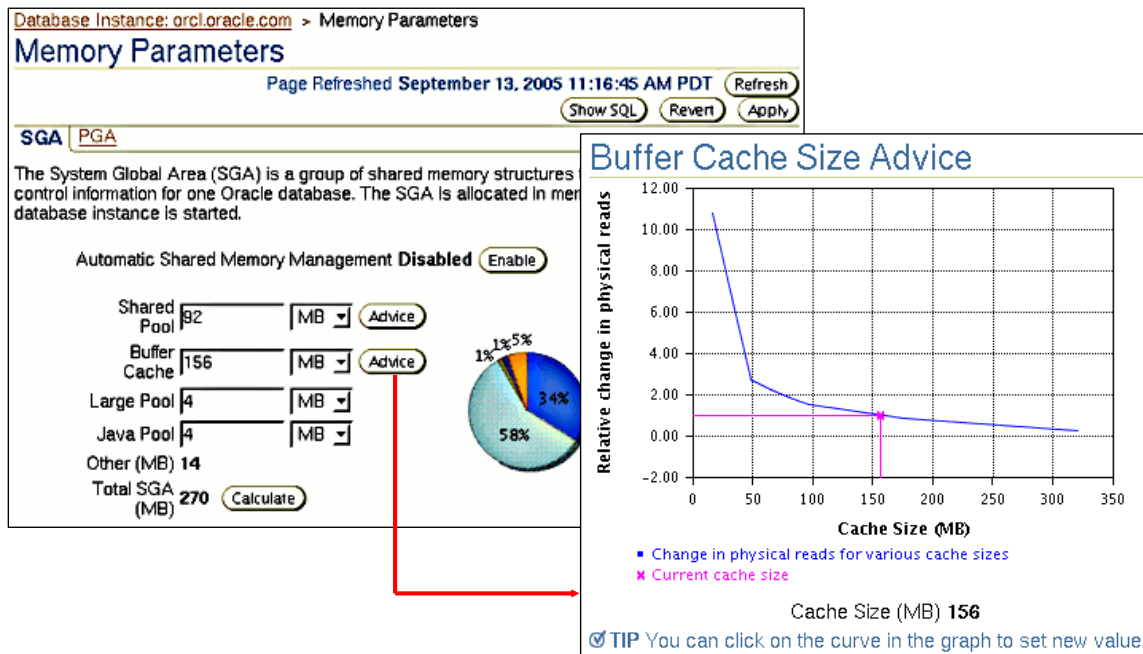 Database Instance: orcl.oracle.com > Memory Parameters
Memory Parameters
Page Refreshed September 13, 2005 11:16:45 AM PDT Refresh
Show SQL Revert Apply
SGA PGA
The System Global Area (SGA) is a group of shared memory structures
control information for one Oracle database. The SGA is allocated in
database instance is started.
Automatic Shared Memory Management Disabled Enable
Shared Pool 92 MB Advice
Buffer Cache 156 MB Advice
Large Pool 4 MB
Java Pool 4 MB
Other (MB) 14
Total SGA (MB) 270 Calculate
1% 1% 5%
34%
58%
Buffer Cache Size Advice
Relative change in physical reads
12.00
10.00
8.00
6.00
4.00
2.00
0.00
-2.00
0 50 100 150 200 250 300 350
Cache Size (MB)
Change in physical reads for various cache sizes
Current cache size
Cache Size (MB) 156
TIP You can click on the curve in the graph to set new value